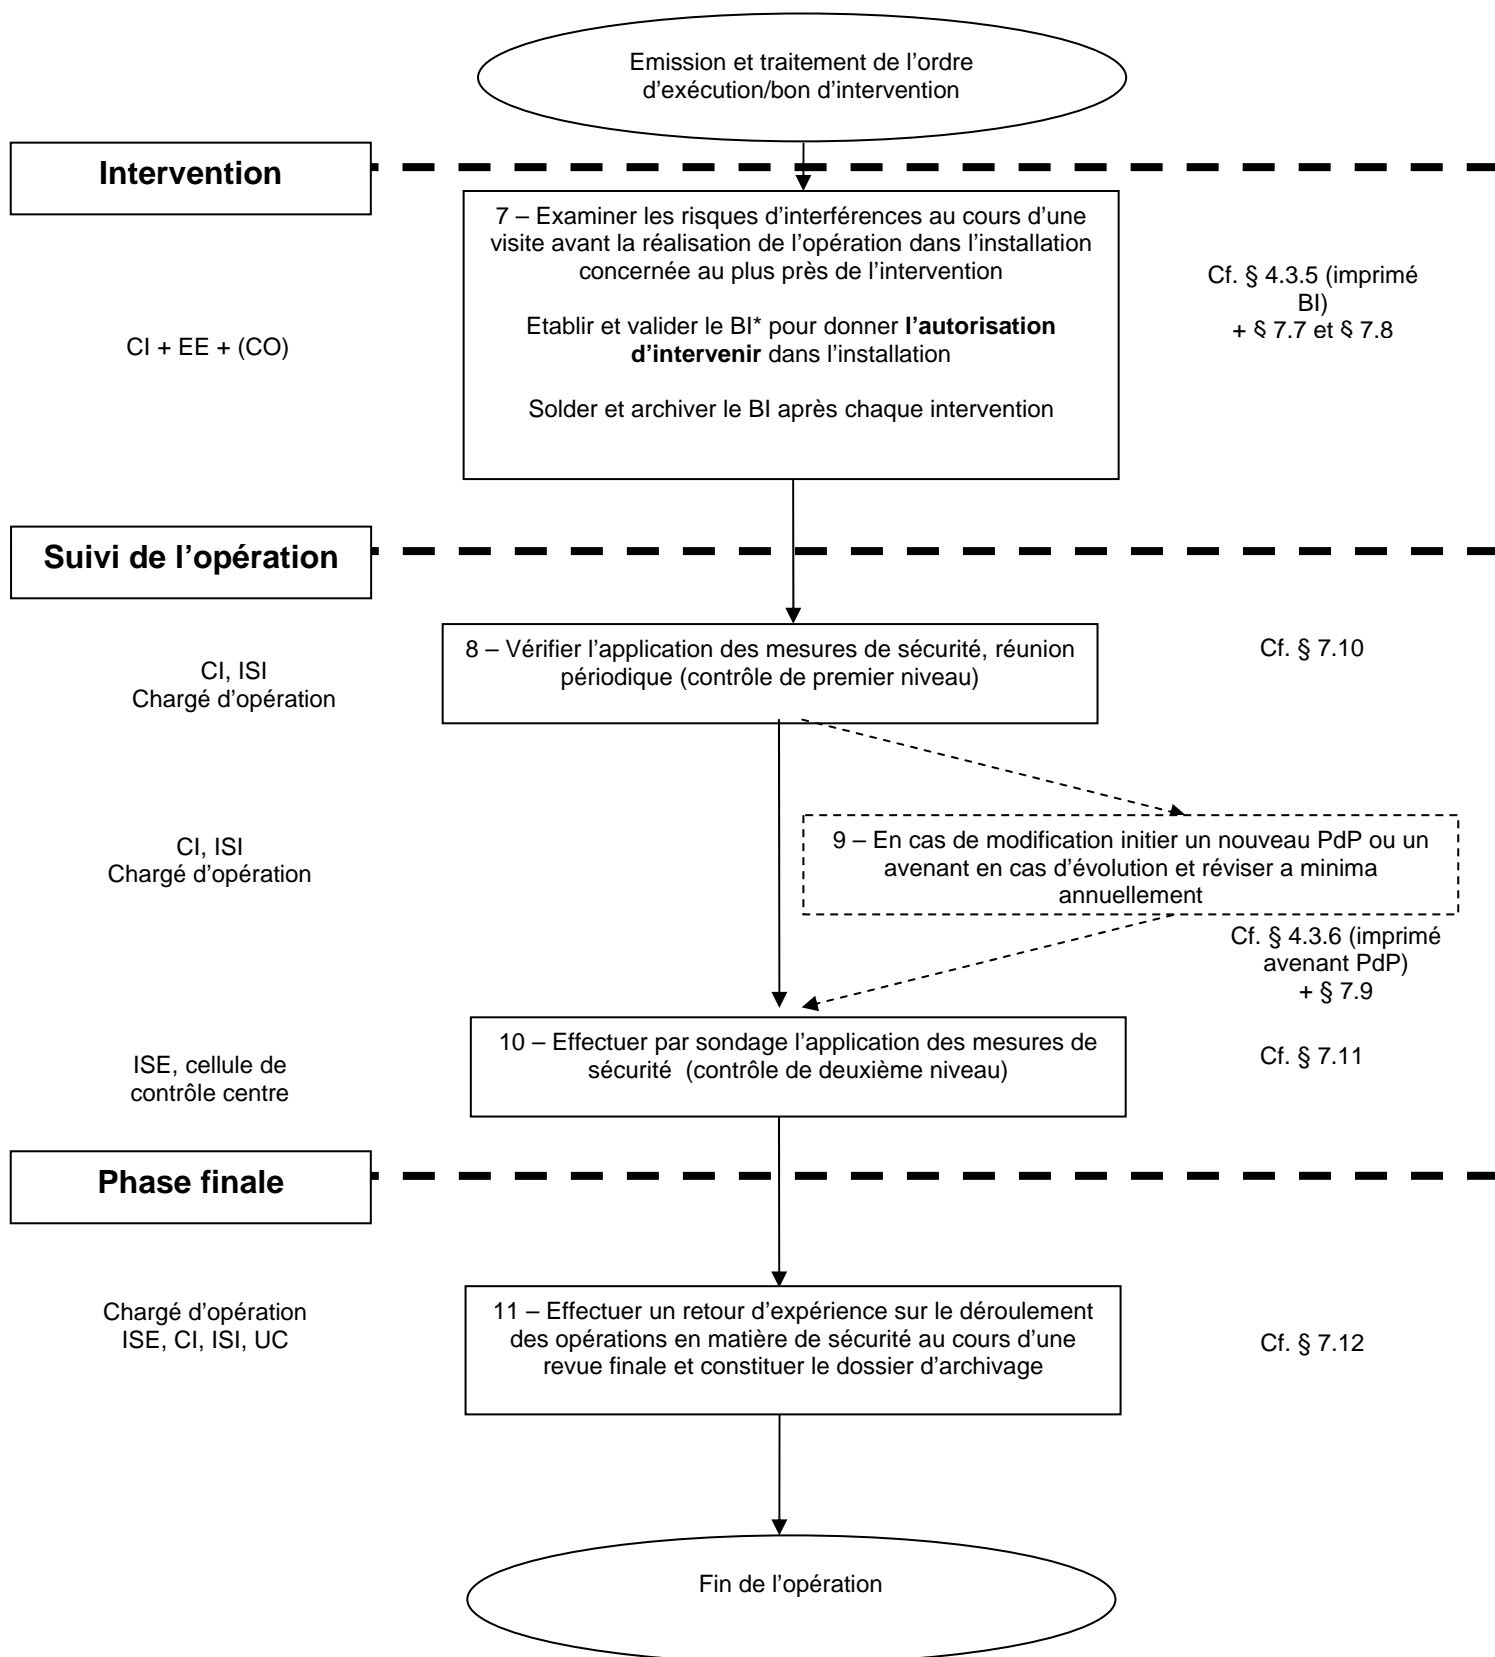 Emission et traitement de l’ordre
d’exécution/bon d’intervention
Intervention
7 – Examiner les risques d’interférences au cours d’une
visite avant la réalisation de l’opération dans l’installation
concernée au plus près de l’intervention
Etablir et valider le BI* pour donner l’autorisation
d’intervenir dans l’installation
Solder et archiver le BI après chaque intervention
CI + EE + (CO)
Cf. § 4.3.5 (imprimé
BI)
+ § 7.7 et § 7.8
Suivi de l’opération
CI, ISI
Chargé d’opération
8 – Vérifier l’application des mesures de sécurité, réunion
périodique (contrôle de premier niveau)
Cf. § 7.10
CI, ISI
Chargé d’opération
9 – En cas de modification initier un nouveau PdP ou un
avenant en cas d’évolution et réviser a minima
annuellement
Cf. § 4.3.6 (imprimé
avenant PdP)
+ § 7.9
ISE, cellule de
contrôle centre
10 – Effectuer par sondage l’application des mesures de
sécurité  (contrôle de deuxième niveau)
Cf. § 7.11
Phase finale
Chargé d’opération
ISE, CI, ISI, UC
11 – Effectuer un retour d’expérience sur le déroulement
des opérations en matière de sécurité au cours d’une
revue finale et constituer le dossier d’archivage
Cf. § 7.12
Fin de l’opération